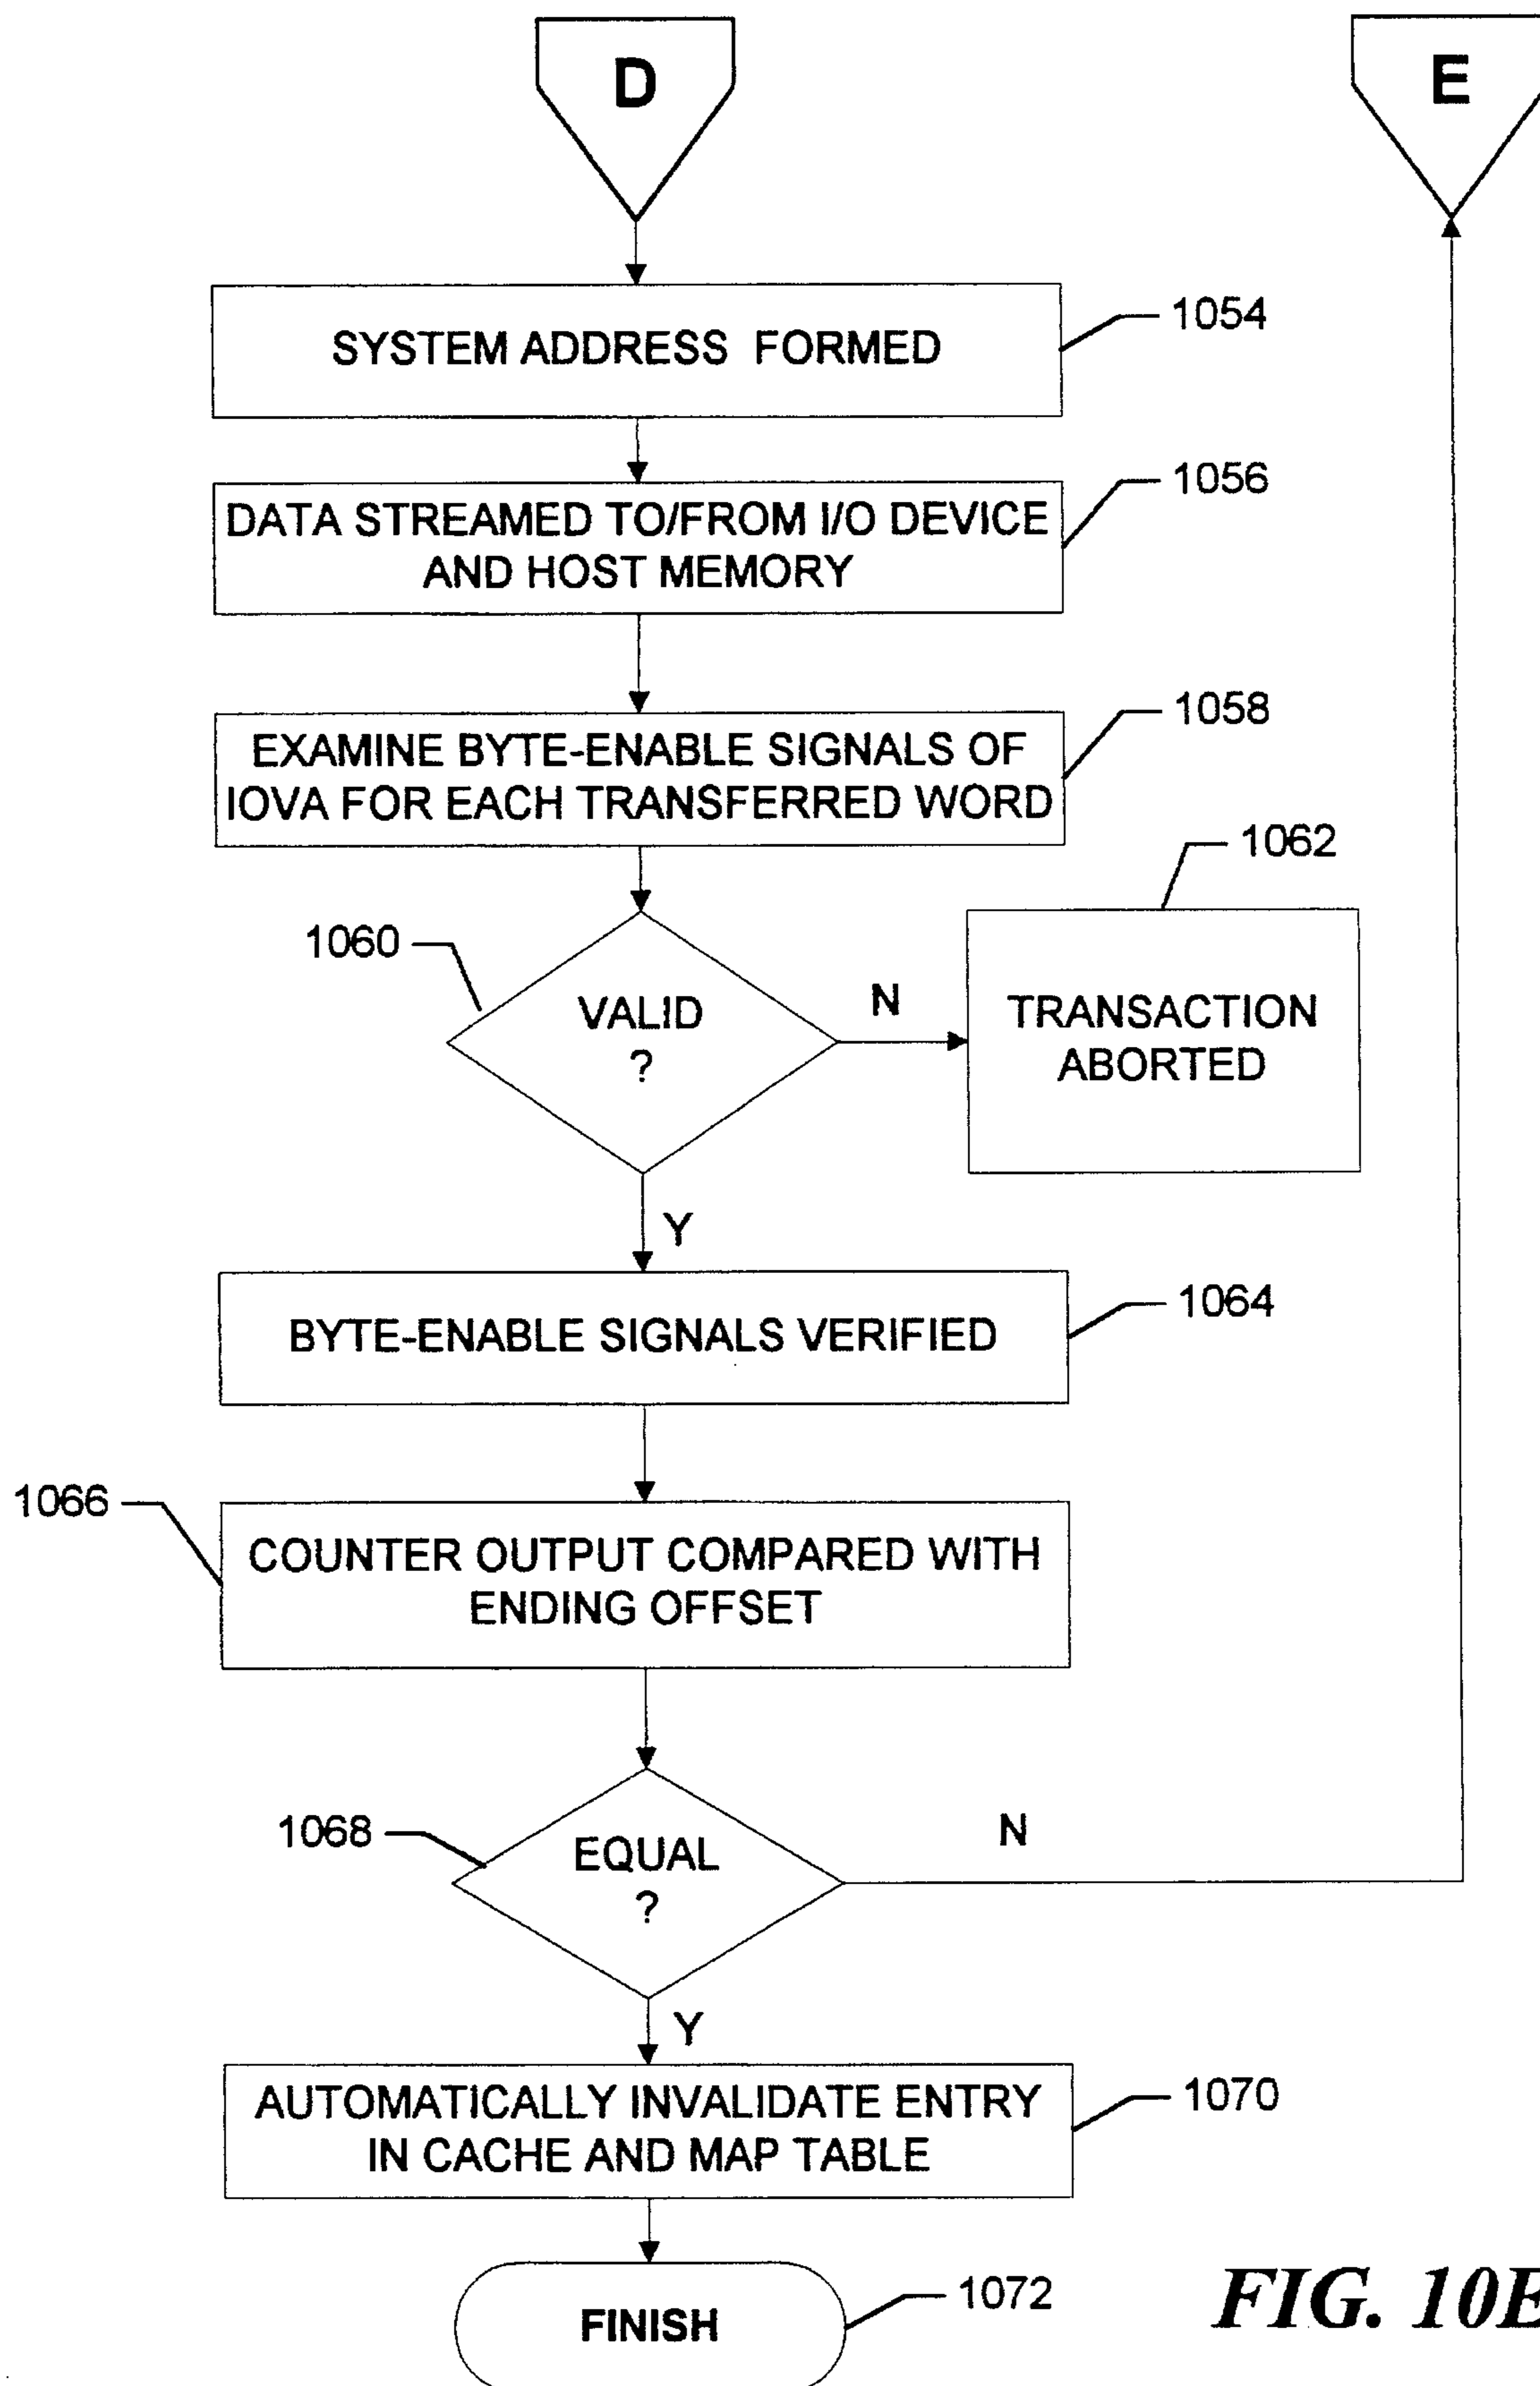 D
E
SYSTEM ADDRESS FORMED
1054
DATA STREAMED TO/FROM I/O DEVICE
AND HOST MEMORY
1056
EXAMINE BYTE-ENABLE SIGNALS OF
IOVA FOR EACH TRANSFERRED WORD
1058
1060
VALID
?
N
1062
TRANSACTION
ABORTED
Y
BYTE-ENABLE SIGNALS VERIFIED
1064
1066
COUNTER OUTPUT COMPARED WITH
ENDING OFFSET
1068
EQUAL
?
N
Y
AUTOMATICALLY INVALIDATE ENTRY
IN CACHE AND MAP TABLE
1070
FINISH
1072
FIG. 10E